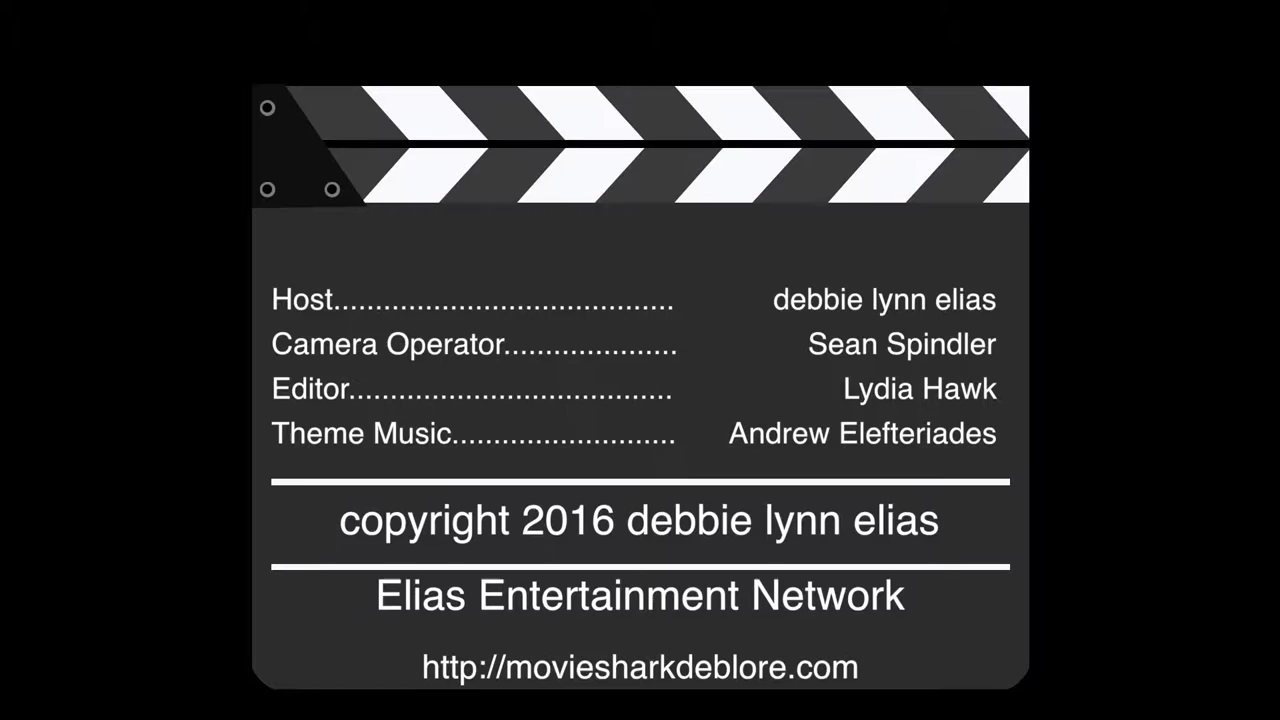 Host......................................... debbie lynn elias
Camera Operator..................... Sean Spindler
Editor....................................... Lydia Hawk
Theme Music........................... Andrew Elefteriades
copyright 2016 debbie lynn elias
Elias Entertainment Network
http://moviesharkdeblore.com